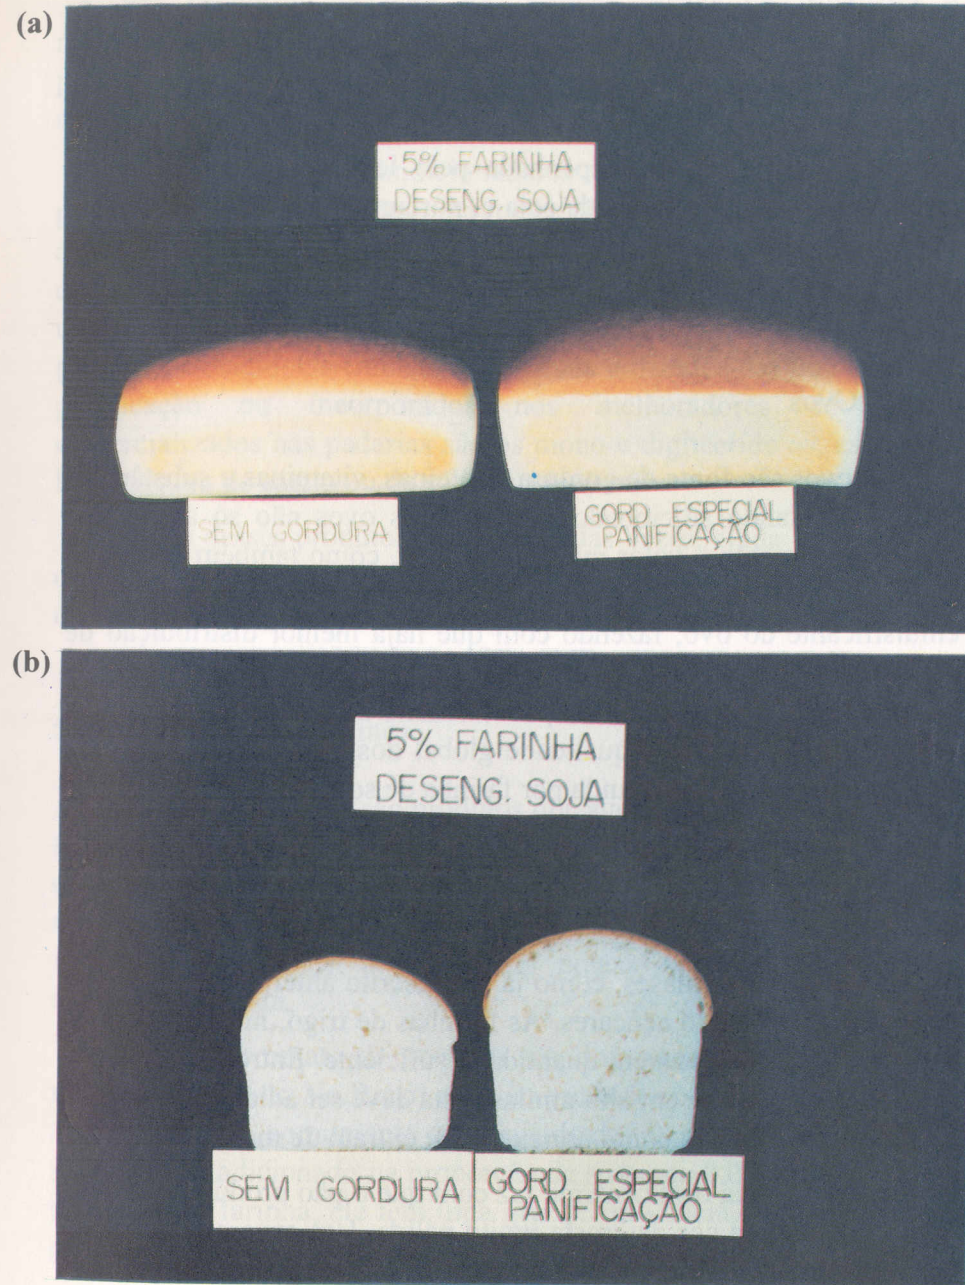 (a)
5% FARINHA
DESENG. SOJA
SEM GORDURA
GORD. ESPECIAL
PANIFICAÇÃO
(b)
5% FARINHA
DESENG. SOJA
SEM GORDURA
GORD. ESPECIAL
PANIFICAÇÃO